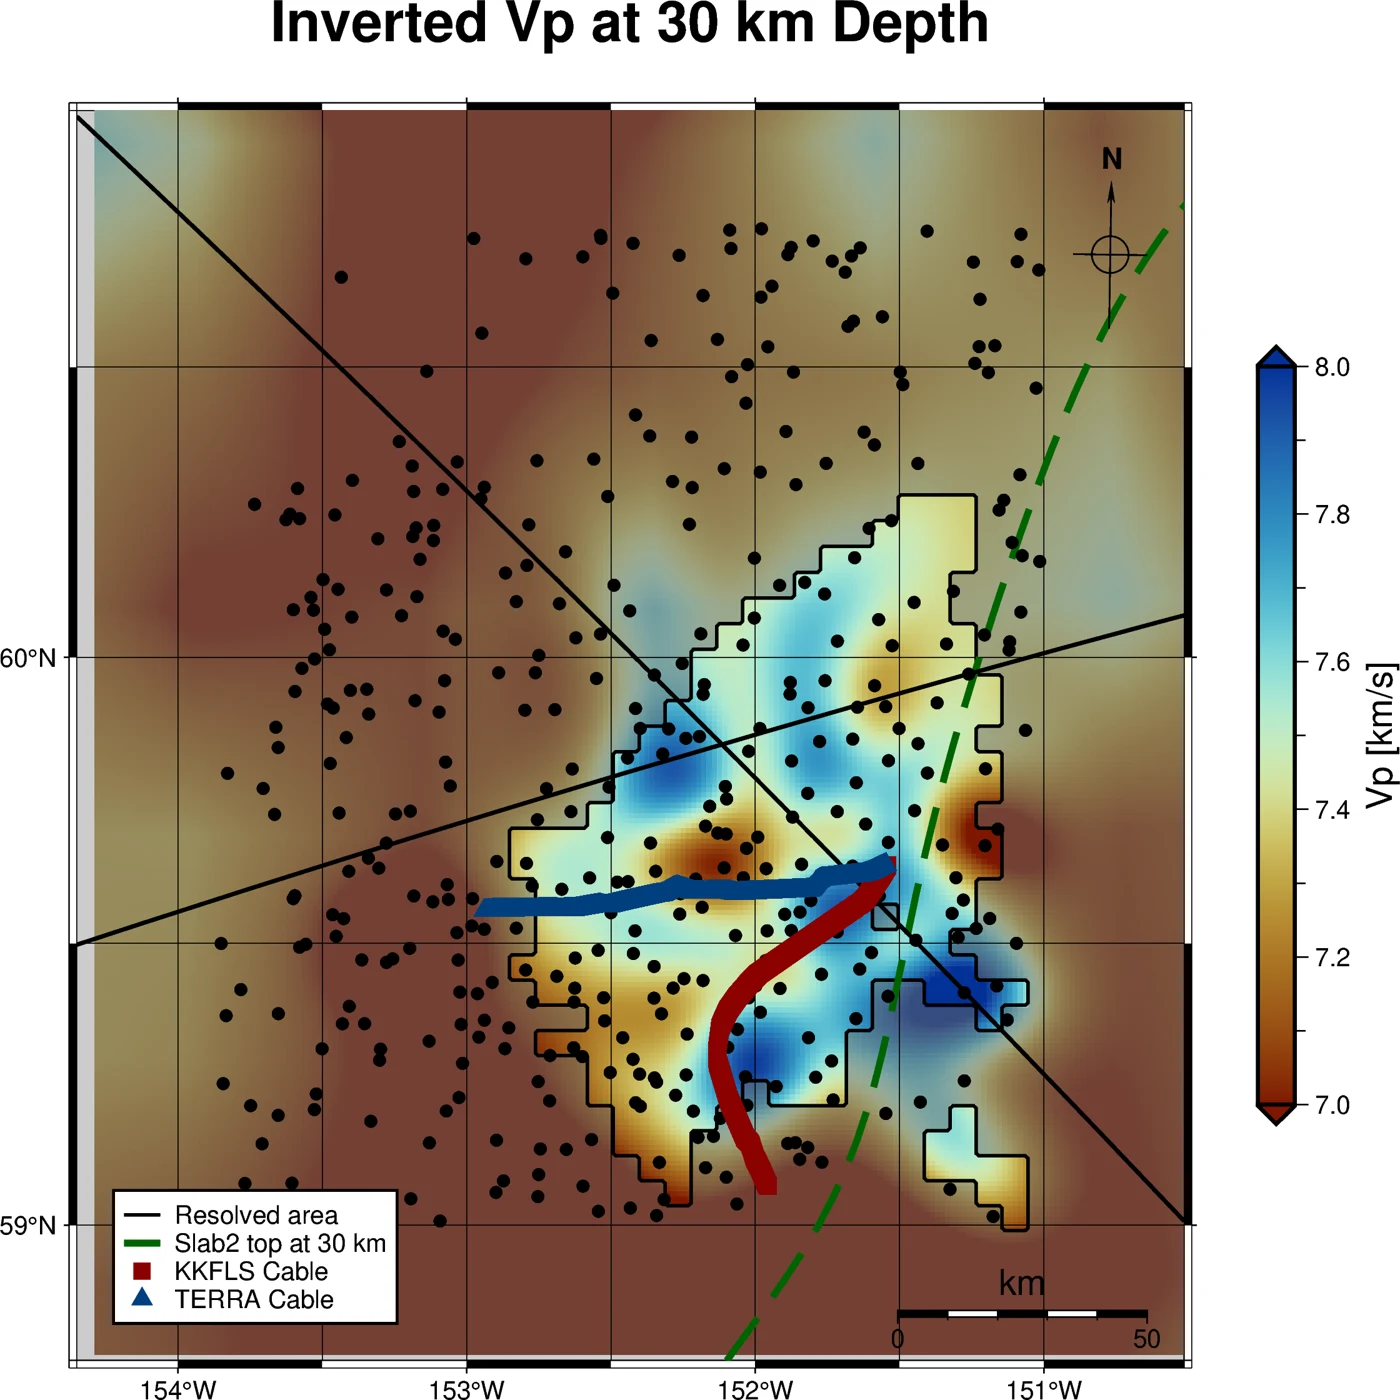 Inverted Vp at 30 km Depth
N
60°N
59°N
154°W
153°W
152°W
151°W
Resolved area
Slab2 top at 30 km
KKFLS Cable
TERRA Cable
km
0
50
8.0
7.8
7.6
7.4
7.2
7.0
Vp [km/s]